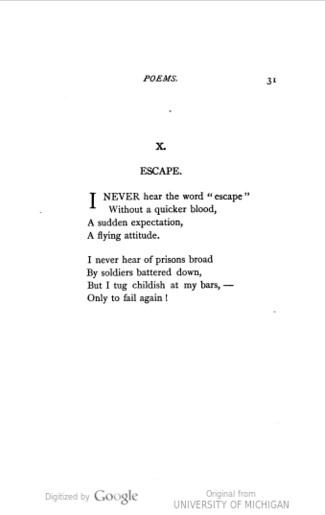 POEMS.
31
X.
ESCAPE.
I NEVER hear the word "escape"
Without a quicker blood,
A sudden expectation,
A flying attitude.
I never hear of prisons broad
By soldiers battered down,
But I tug childish at my bars, —
Only to fail again!
Digitized by Google
Original from
UNIVERSITY OF MICHIGAN